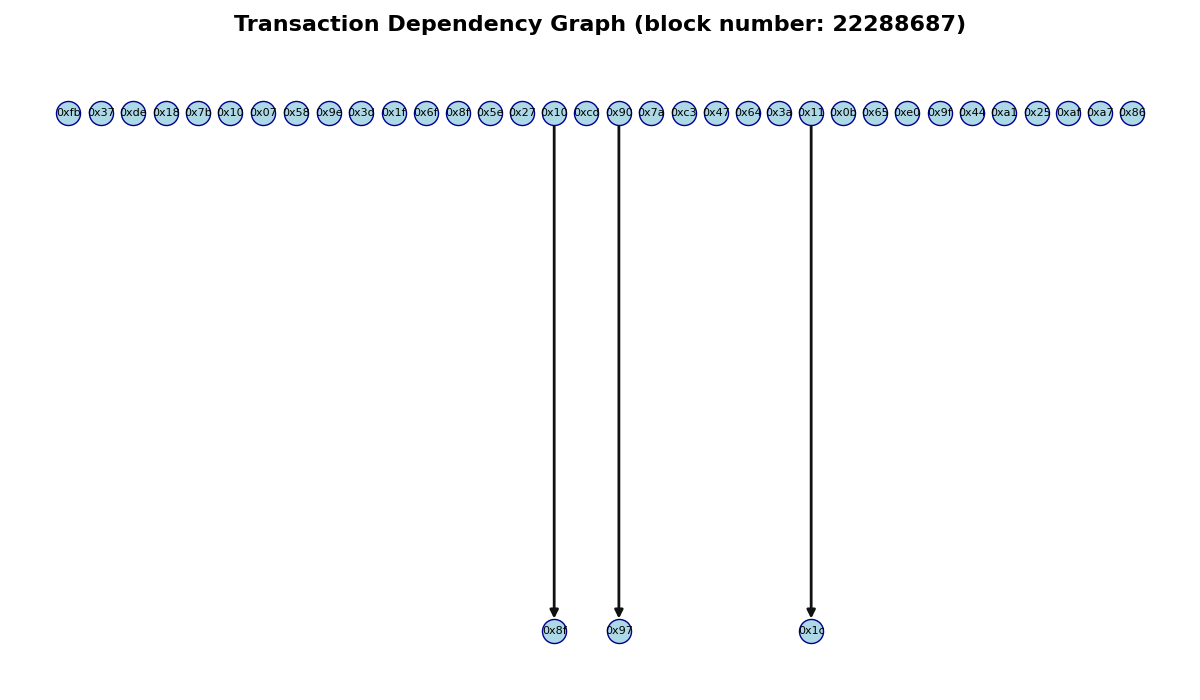 Transaction Dependency Graph (block number: 22288687)
0xfb 0x37 0xde 0x18 0x7b 0x10 0x07 0x58 0x9e 0x3d 0x1f 0x6f 0x8f 0x5e 0x27 0x10 0xcd 0x90 0x7a 0xc3 0x47 0x64 0x3a 0x11 0x0b 0x65 0xe0 0x9f 0x44 0xa1 0x25 0xaf 0xa7 0x86
0x8f 0x97 0x1c